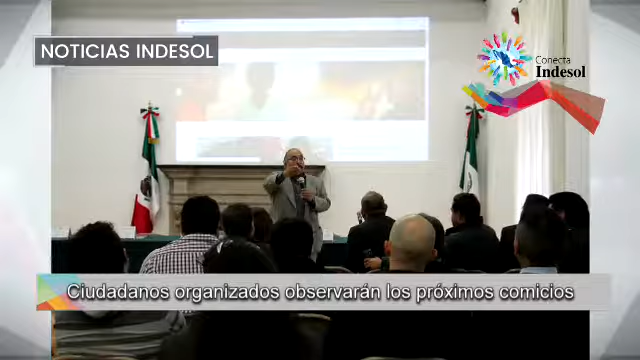 NOTICIAS INDESOL
Conecta
Indesol
Ciudadanos organizados observarán los próximos comicios